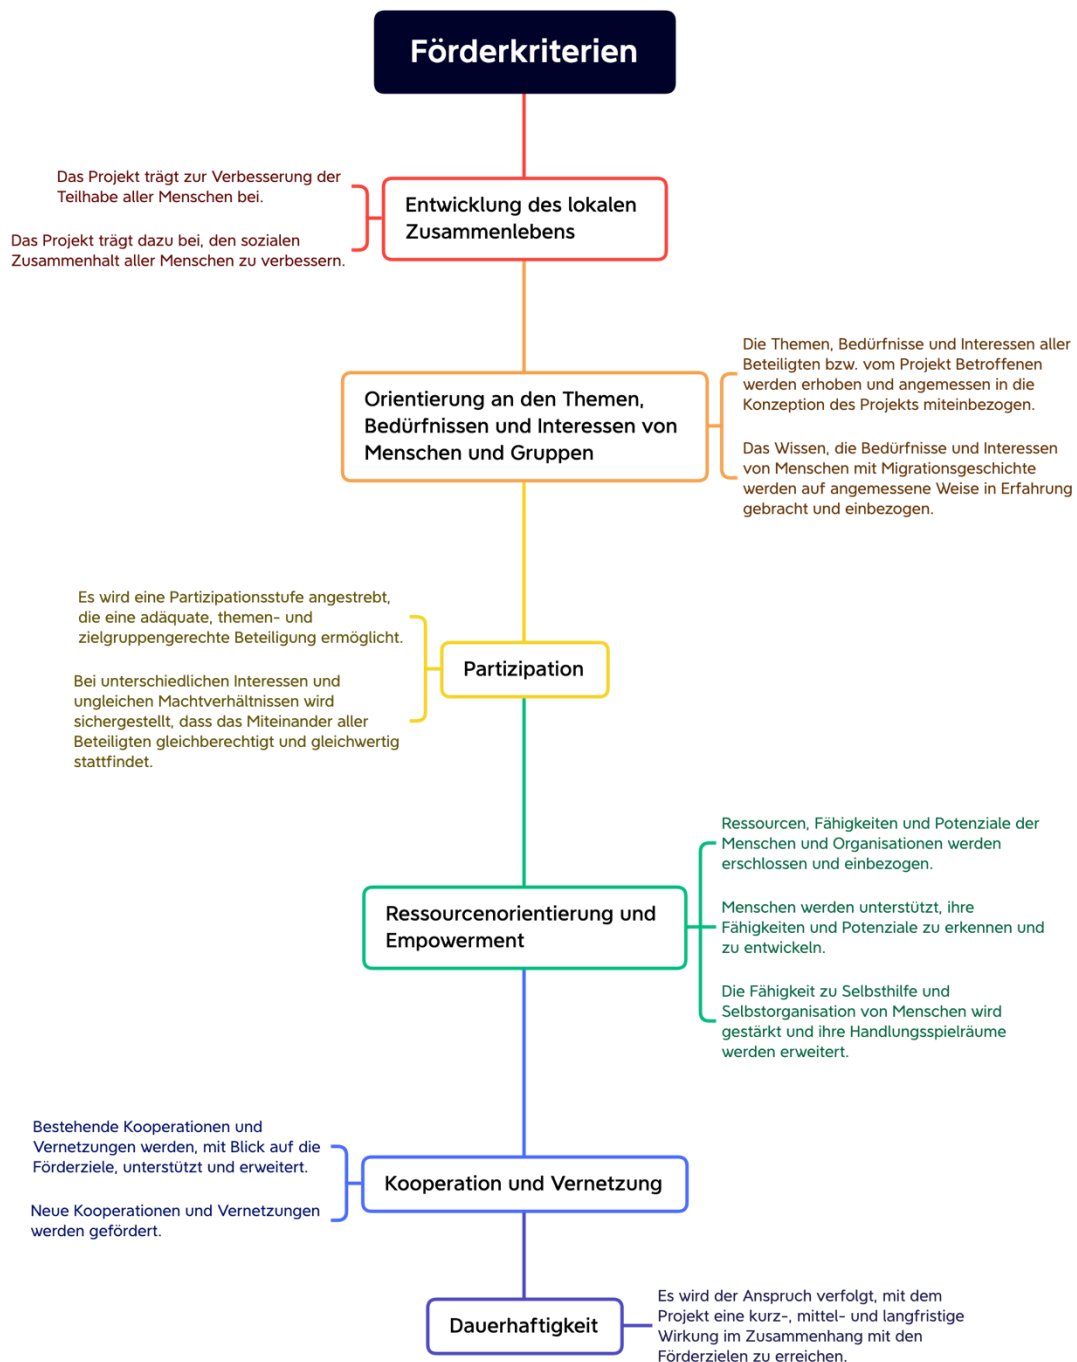 Förderkriterien
Das Projekt trägt zur Verbesserung der
Teilhabe aller Menschen bei.
Das Projekt trägt dazu bei, den sozialen
Zusammenhalt aller Menschen zu verbessern.
Entwicklung des lokalen
Zusammenlebens
Orientierung an den Themen,
Bedürfnissen und Interessen von
Menschen und Gruppen
Die Themen, Bedürfnisse und Interessen aller
Beteiligten bzw. vom Projekt Betroffenen
werden erhoben und angemessen in die
Konzeption des Projekts miteinbezogen.
Das Wissen, die Bedürfnisse und Interessen
von Menschen mit Migrationsgeschichte
werden auf angemessene Weise in Erfahrung
gebracht und einbezogen.
Es wird eine Partizipationsstufe angestrebt,
die eine adäquate, themen- und
zielgruppengerechte Beteiligung ermöglicht.
Bei unterschiedlichen Interessen und
ungleichen Machtverhältnissen wird
sichergestellt, dass das Miteinander aller
Beteiligten gleichberechtigt und gleichwertig
stattfindet.
Partizipation
Ressourcenorientierung und
Empowerment
Ressourcen, Fähigkeiten und Potenziale der
Menschen und Organisationen werden
erschlossen und einbezogen.
Menschen werden unterstützt, ihre
Fähigkeiten und Potenziale zu erkennen und
zu entwickeln.
Die Fähigkeit zu Selbsthilfe und
Selbstorganisation von Menschen wird
gestärkt und ihre Handlungsspielräume
werden erweitert.
Bestehende Kooperationen und
Vernetzungen werden, mit Blick auf die
Förderziele, unterstützt und erweitert.
Neue Kooperationen und Vernetzungen
werden gefördert.
Kooperation und Vernetzung
Dauerhaftigkeit
Es wird der Anspruch verfolgt, mit dem
Projekt eine kurz-, mittel- und langfristige
Wirkung im Zusammenhang mit den
Förderzielen zu erreichen.